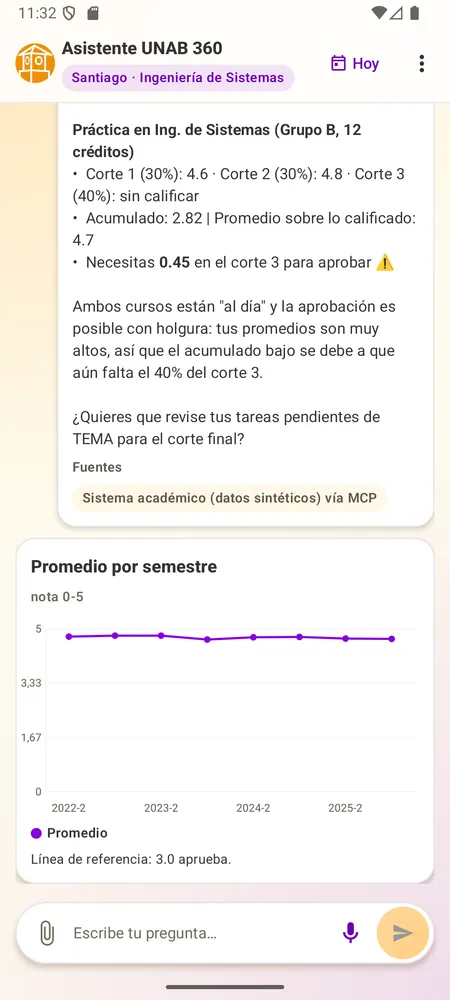 11:32
Asistente UNAB 360
Santiago · Ingeniería de Sistemas
Hoy
Práctica en Ing. de Sistemas (Grupo B, 12
créditos)
• Corte 1 (30%): 4.6 · Corte 2 (30%): 4.8 · Corte 3
(40%): sin calificar
• Acumulado: 2.82 | Promedio sobre lo calificado:
4.7
• Necesitas 0.45 en el corte 3 para aprobar ⚠️
Ambos cursos están "al día" y la aprobación es
posible con holgura: tus promedios son muy
altos, así que el acumulado bajo se debe a que
aún falta el 40% del corte 3.
¿Quieres que revise tus tareas pendientes de
TEMA para el corte final?
Fuentes
Sistema académico (datos sintéticos) vía MCP
Promedio por semestre
nota 0-5
5
3,33
1,67
0
2022-2 2023-2 2024-2 2025-2
Promedio
Línea de referencia: 3.0 aprueba.
Escribe tu pregunta...